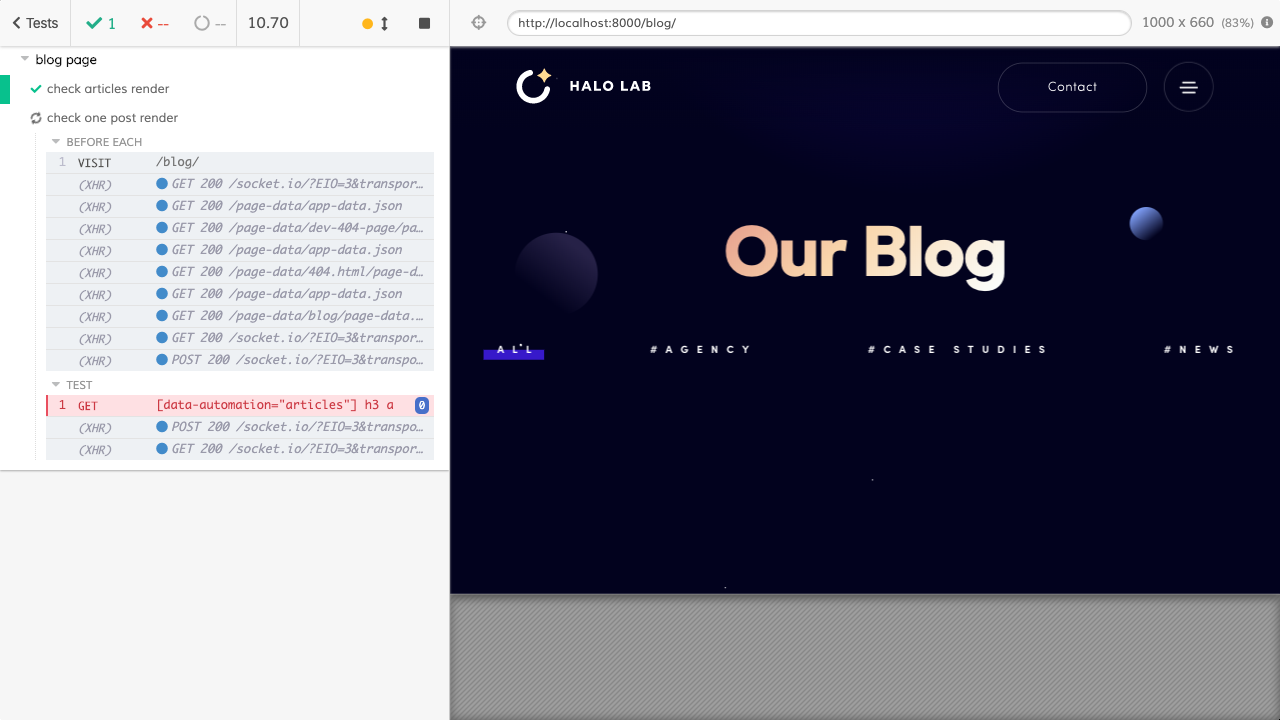 Tests
1
--
--
10.70
http://localhost:8000/blog/
1000 x 660 (83%)
blog page
check articles render
check one post render
BEFORE EACH
1 VISIT /blog/
(XHR) GET 200 /socket.io/?EIO=3&transpor…
(XHR) GET 200 /page-data/app-data.json
(XHR) GET 200 /page-data/dev-404-page/pa…
(XHR) GET 200 /page-data/app-data.json
(XHR) GET 200 /page-data/404.html/page-d…
(XHR) GET 200 /page-data/app-data.json
(XHR) GET 200 /page-data/blog/page-data.…
(XHR) GET 200 /socket.io/?EIO=3&transpor…
(XHR) POST 200 /socket.io/?EIO=3&transpo…
TEST
1 GET [data-automation="articles"] h3 a 0
(XHR) POST 200 /socket.io/?EIO=3&transpo…
(XHR) GET 200 /socket.io/?EIO=3&transpor…
HALO LAB
Contact
Our Blog
ALL #AGENCY #CASE STUDIES #NEWS